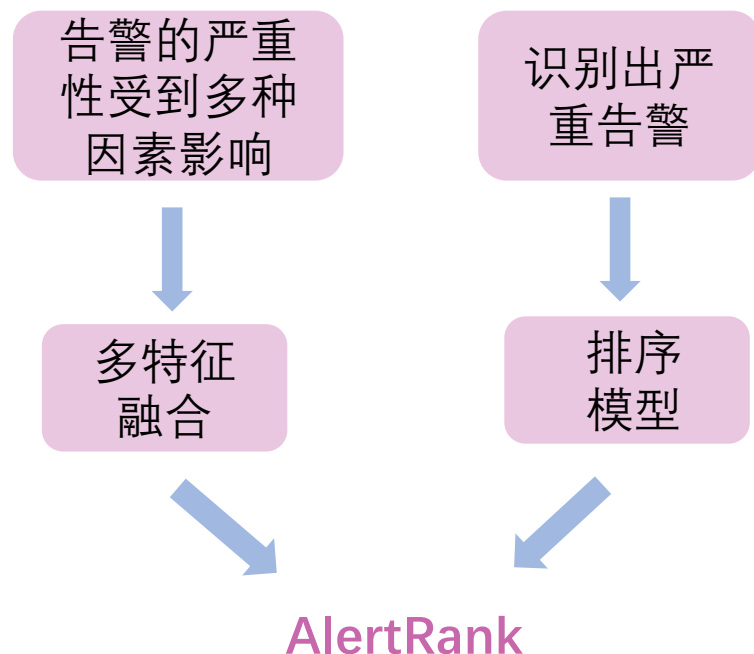 告警的严重
性受到多种
因素影响
识别出严
重告警
多特征
融合
排序
模型
AlertRank